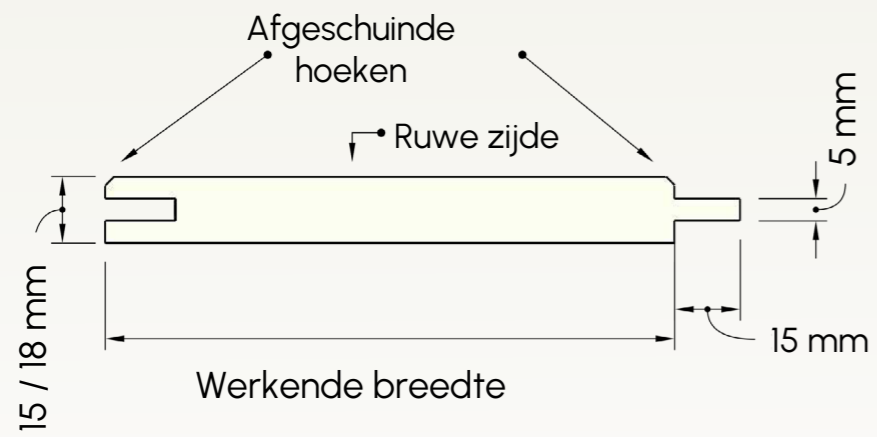 Afgeschuinde
hoeken
Ruwe zijde
5 mm
15 / 18 mm
15 mm
Werkende breedte